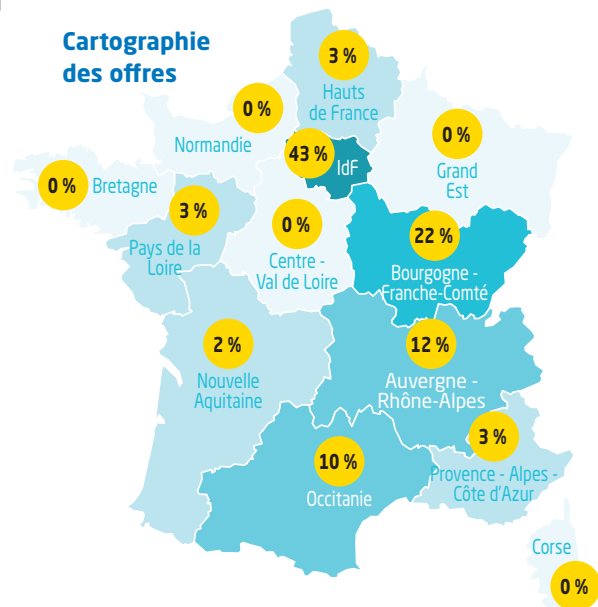 Cartographie
des offres
3 %
Hauts
de France
0 %
Normandie
43 %
IdF
0 %
Grand
Est
0 %
Bretagne
3 %
Pays de la
Loire
0 %
Centre -
Val de Loire
22 %
Bourgogne -
Franche-Comté
2 %
Nouvelle
Aquitaine
12 %
Auvergne -
Rhône-Alpes
3 %
Provence - Alpes -
Côte d'Azur
10 %
Occitanie
Corse
0 %